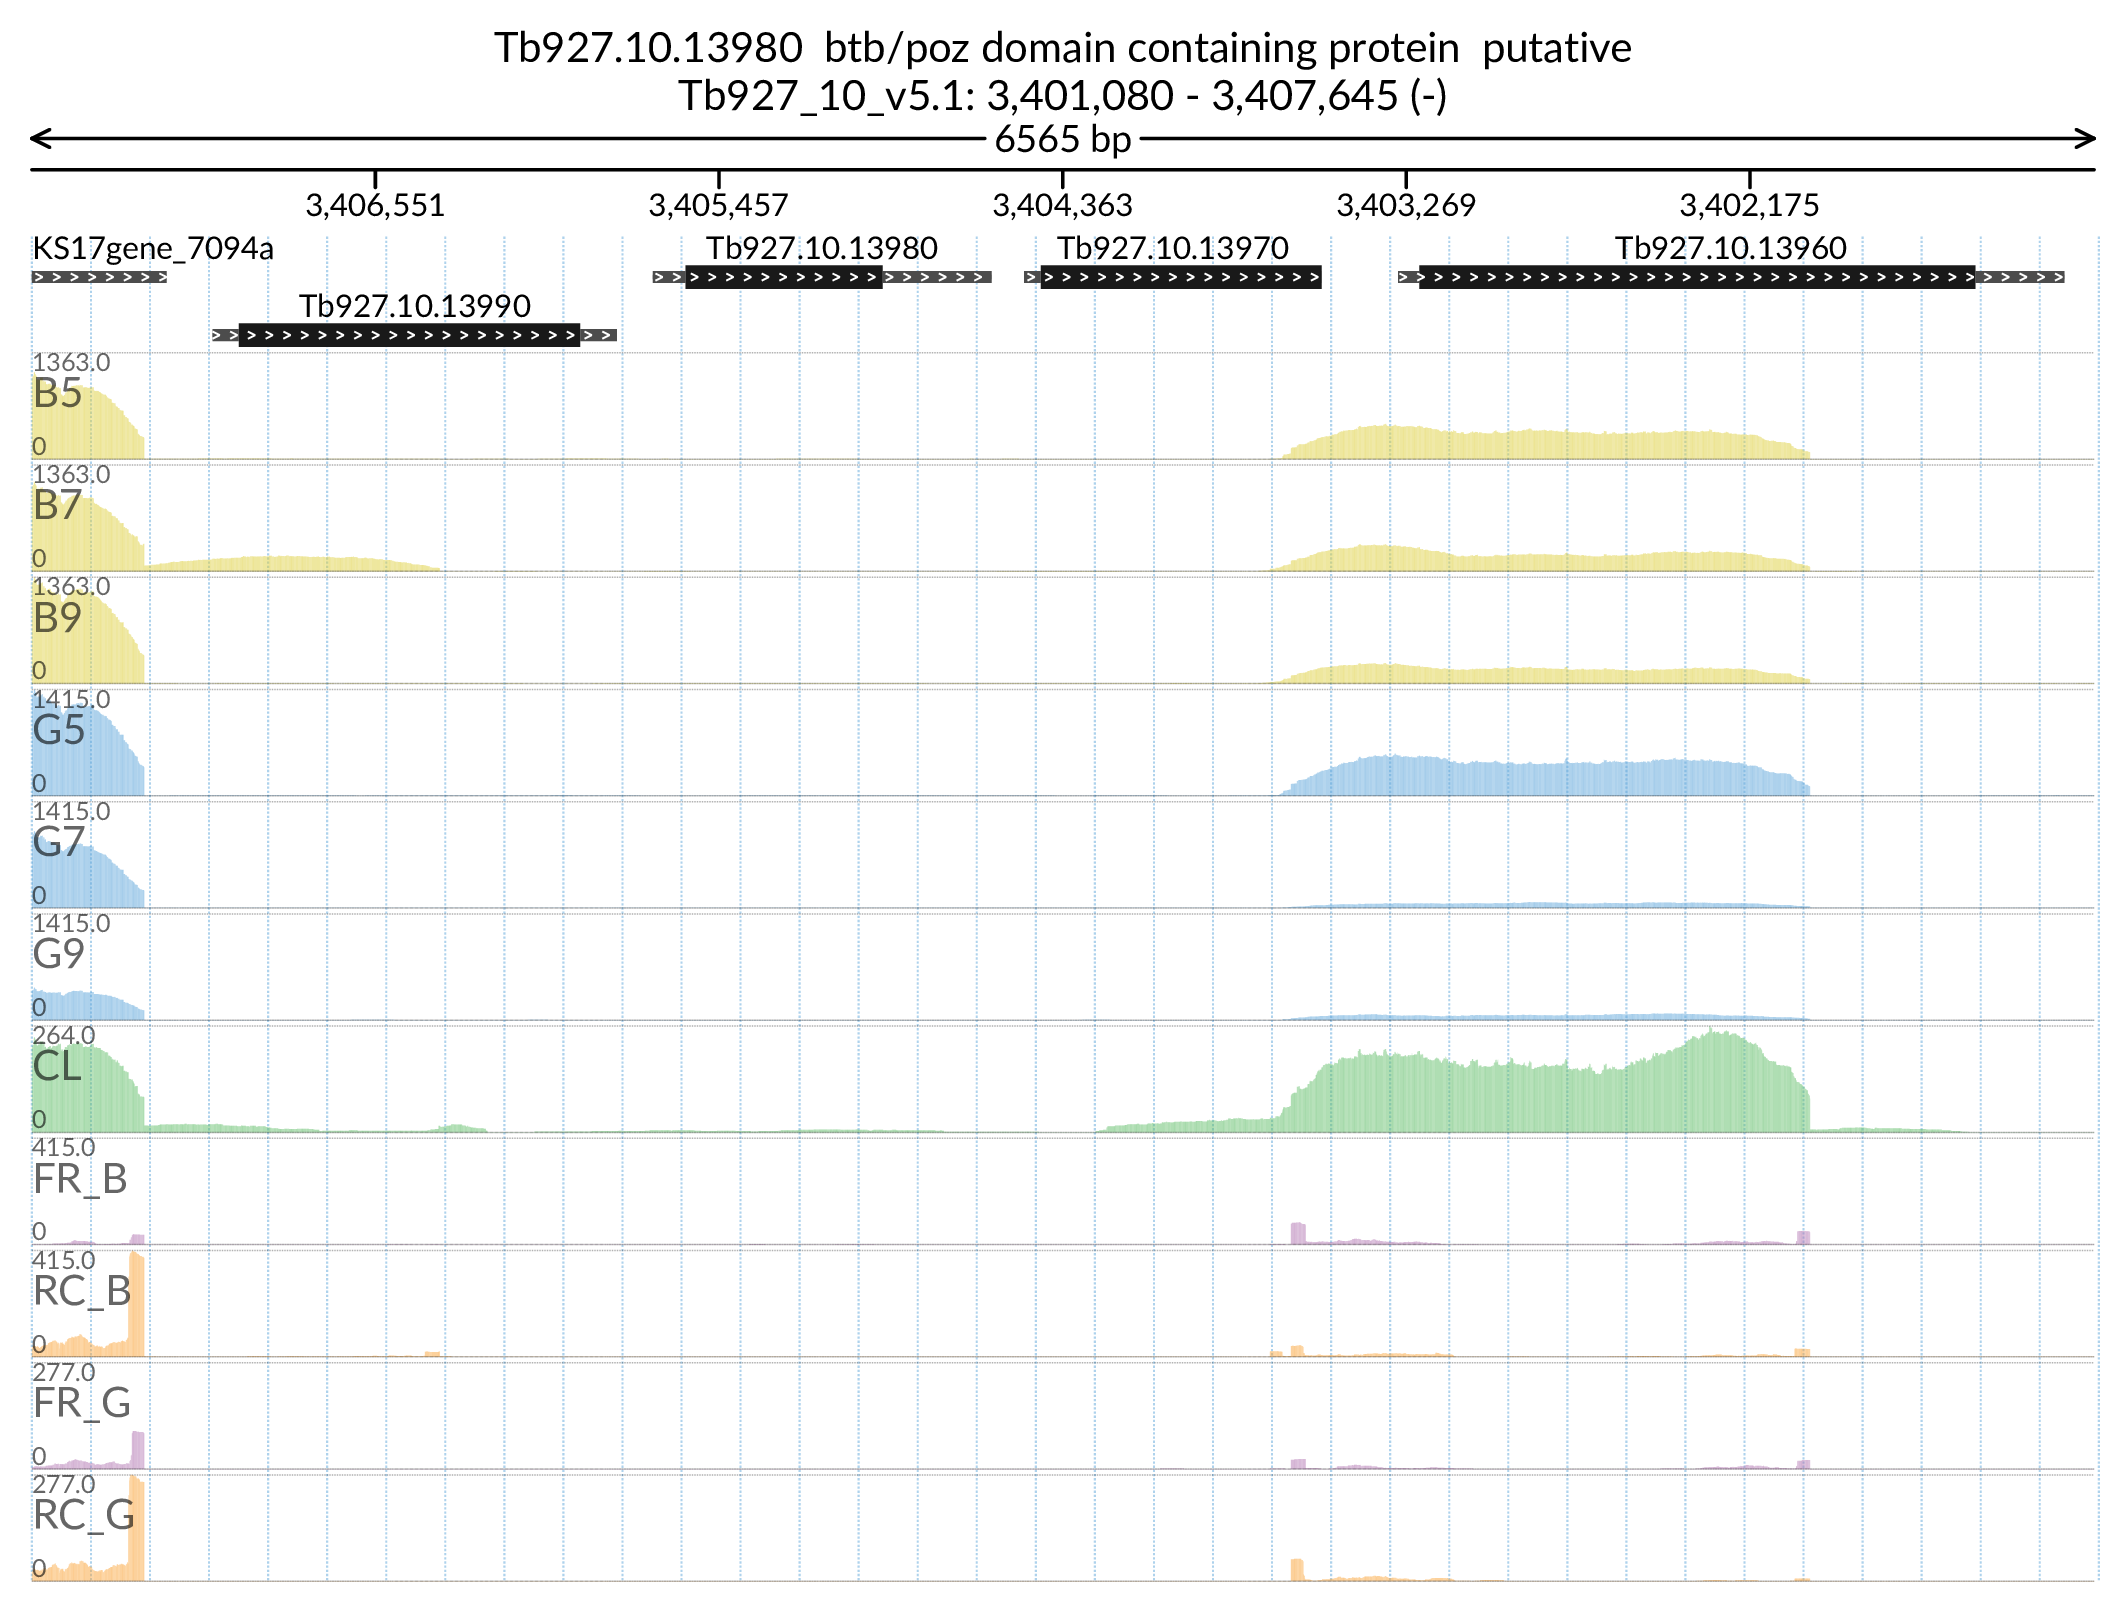 Tb927.10.13980  btb/poz domain containing protein  putative
Tb927_10_v5.1: 3,401,080 - 3,407,645 (-)
6565 bp
3,406,551 3,405,457 3,404,363 3,403,269 3,402,175
KS17gene_7094a Tb927.10.13980 Tb927.10.13970 Tb927.10.13960
Tb927.10.13990
1363.0
B5
0
1363.0
B7
0
1363.0
B9
0
1415.0
G5
0
1415.0
G7
0
1415.0
G9
0
264.0
CL
0
415.0
FR_B
0
415.0
RC_B
0
277.0
FR_G
0
277.0
RC_G
0